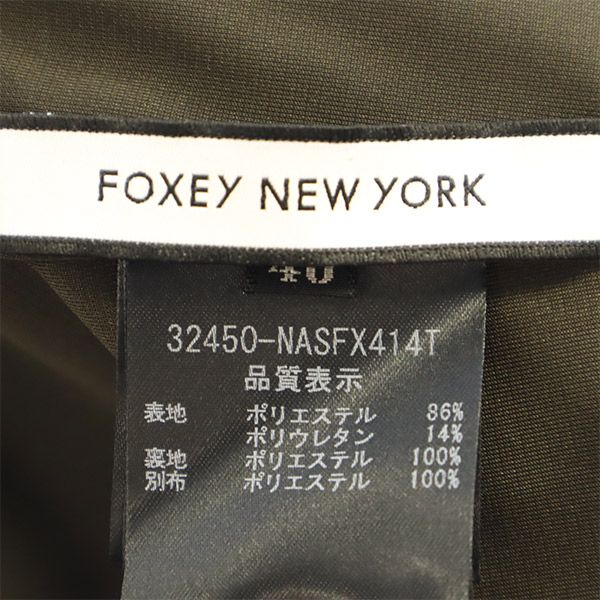 FOXEY NEW YORK
40
32450-NASFX414T
品質表示
表地 ポリエステル 86%
ポリウレタン 14%
裏地 ポリエステル 100%
別布 ポリエステル 100%